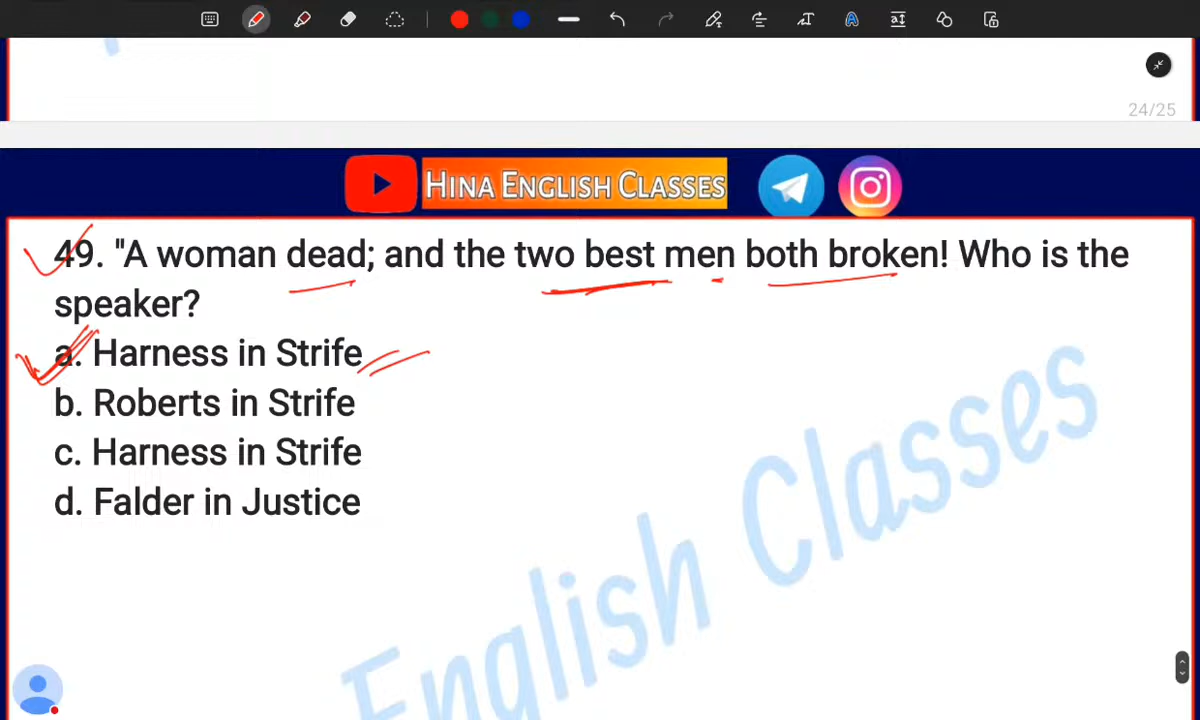 24/25
HINA ENGLISH CLASSES
49. "A woman dead; and the two best men both broken! Who is the
speaker?
a. Harness in Strife
b. Roberts in Strife
c. Harness in Strife
d. Falder in Justice
English Classes